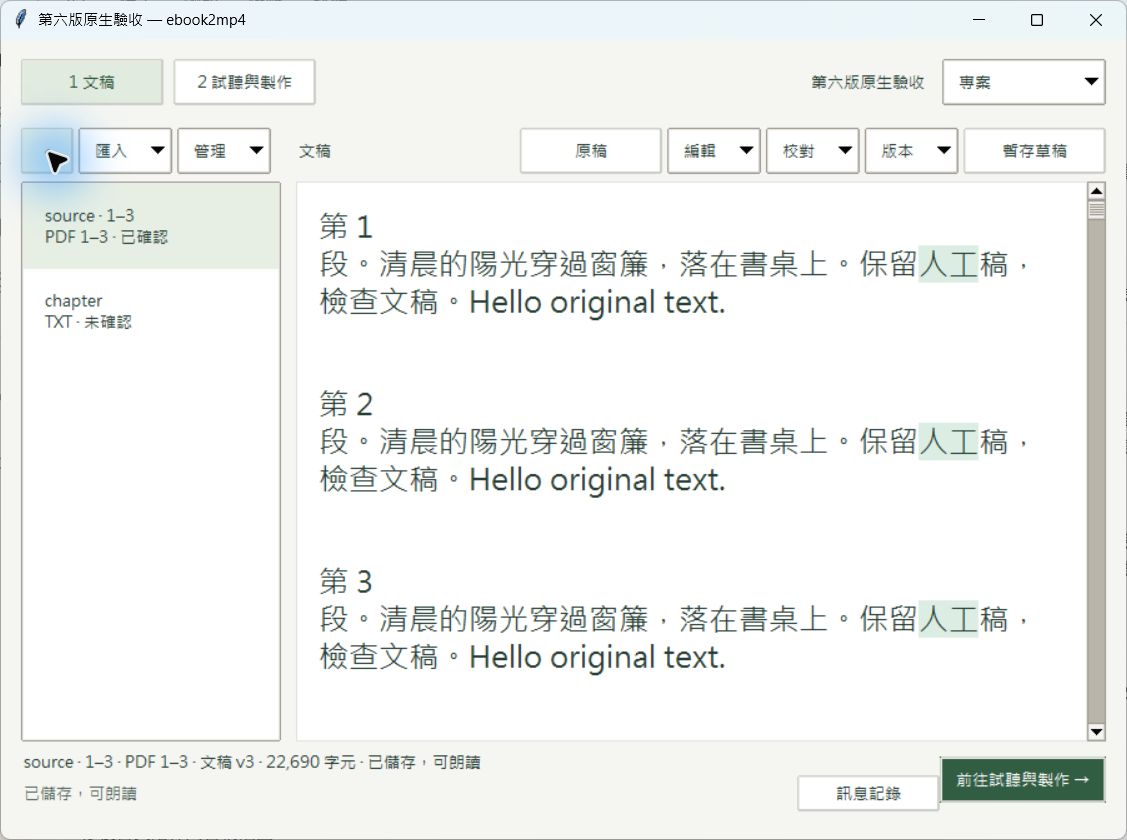 第六版原生驗收 — ebook2mp4
1 文稿
2 試聽與製作
第六版原生驗收
專案
匯入
管理
文稿
原稿
編輯
校對
版本
暫存草稿
source · 1–3
PDF 1–3 · 已確認
chapter
TXT · 未確認
第 1
段。清晨的陽光穿過窗簾，落在書桌上。保留人工稿，
檢查文稿。Hello original text.
第 2
段。清晨的陽光穿過窗簾，落在書桌上。保留人工稿，
檢查文稿。Hello original text.
第 3
段。清晨的陽光穿過窗簾，落在書桌上。保留人工稿，
檢查文稿。Hello original text.
source · 1–3 · PDF 1–3 · 文稿 v3 · 22,690 字元 · 已儲存，可朗讀
已儲存，可朗讀
訊息記錄
前往試聽與製作 →